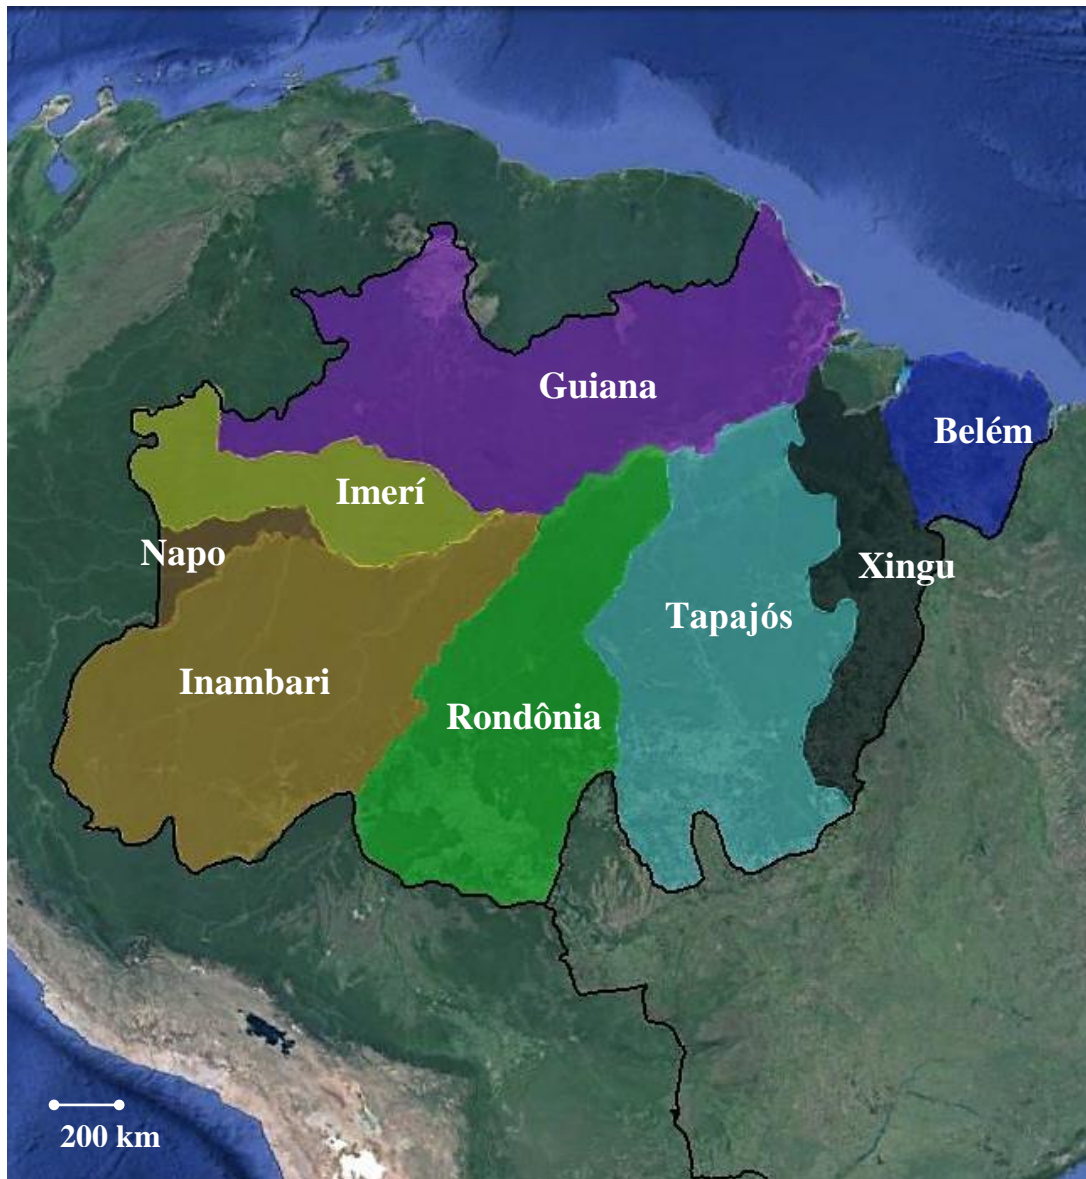 Guiana
Belém
Imerí
Napo
Xingu
Tapajós
Inambari
Rondônia
200 km